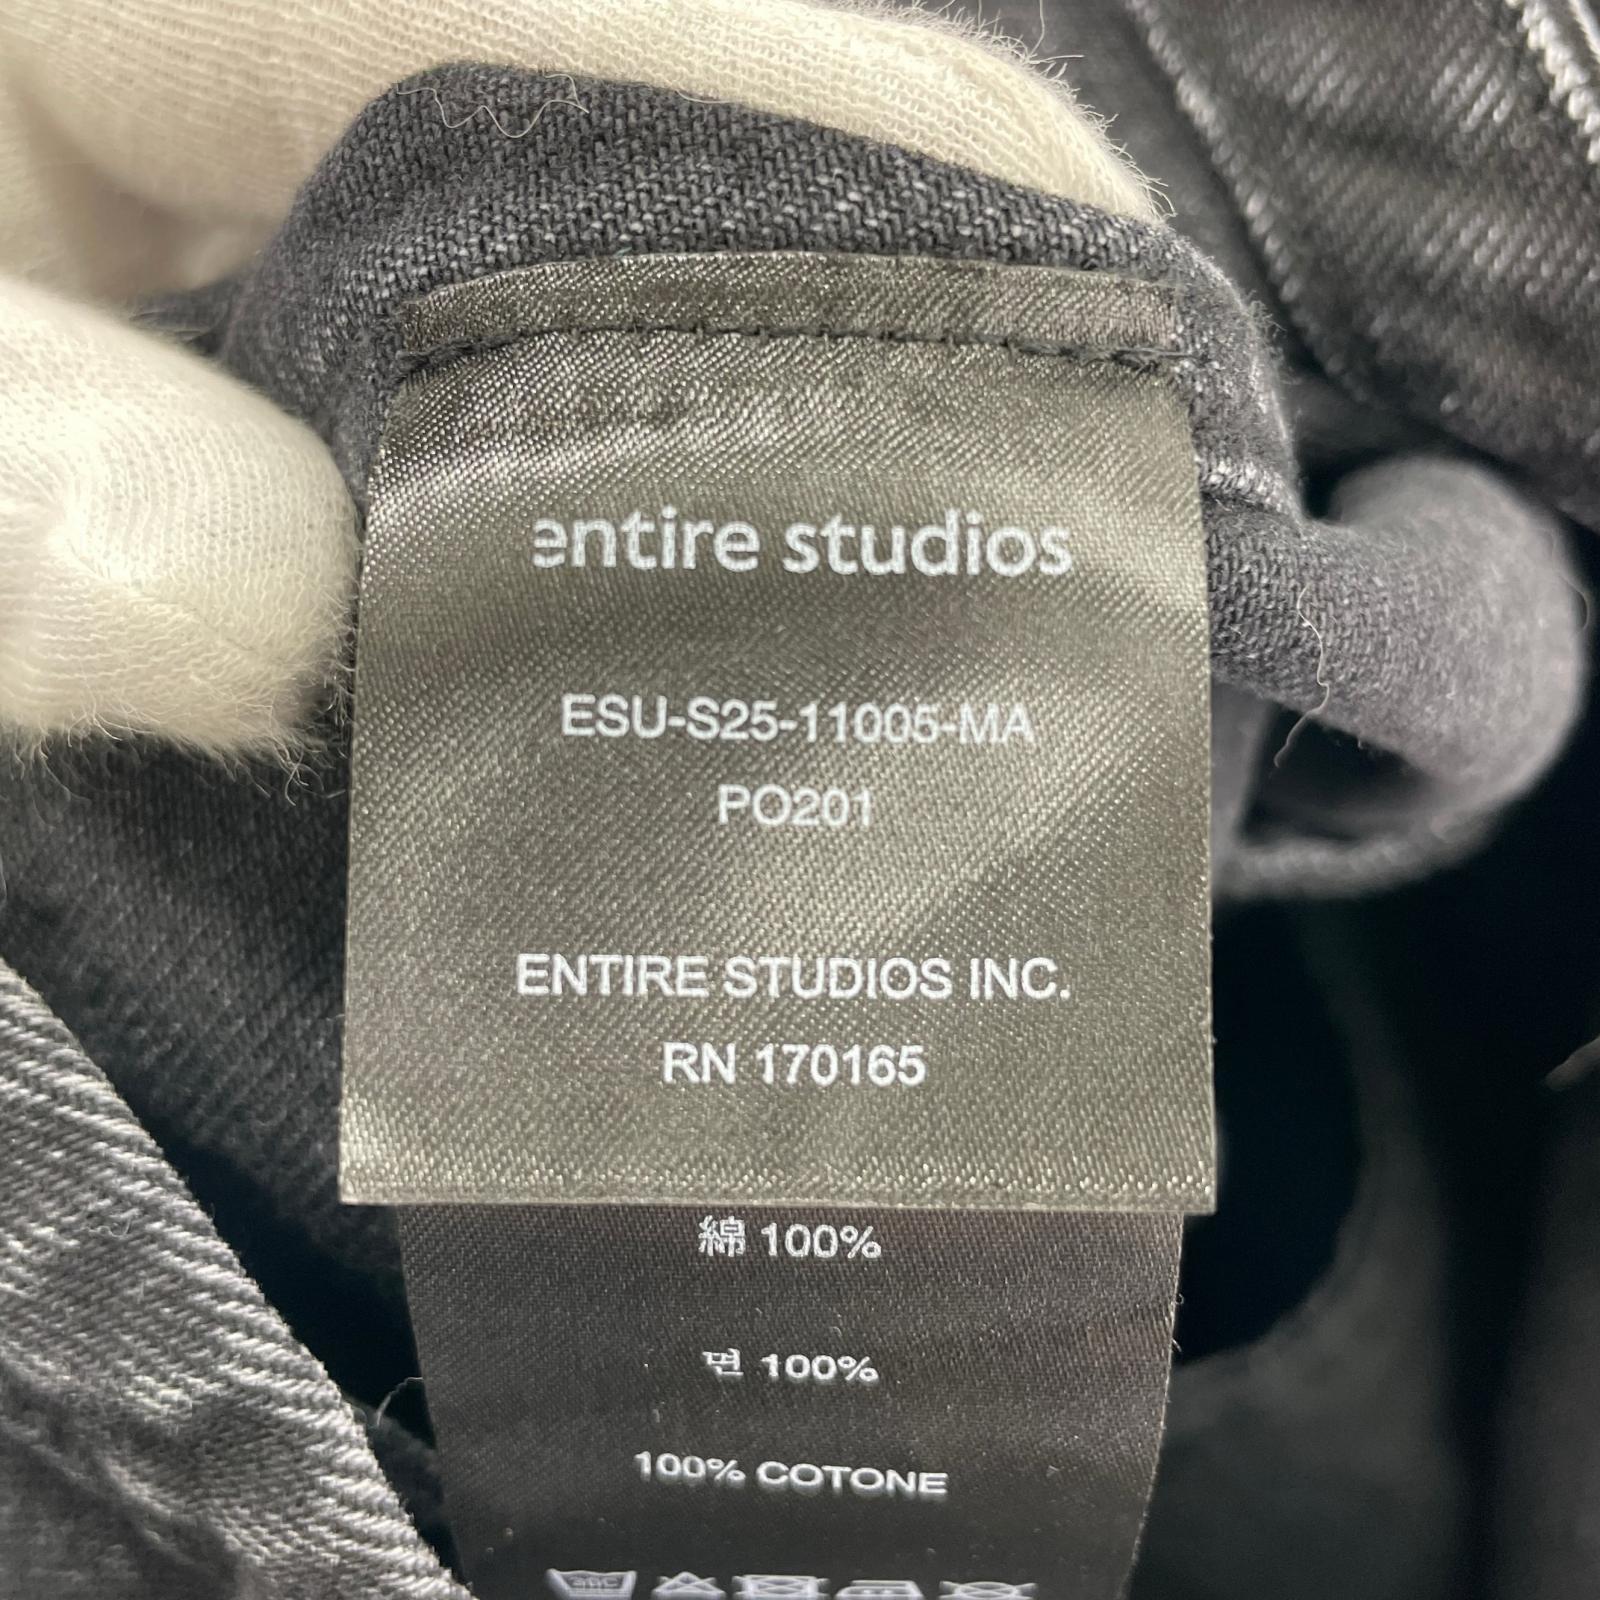 entire studios
ESU-S25-11005-MA
PO201
ENTIRE STUDIOS INC.
RN 170165
綿 100%
면 100%
100% COTONE